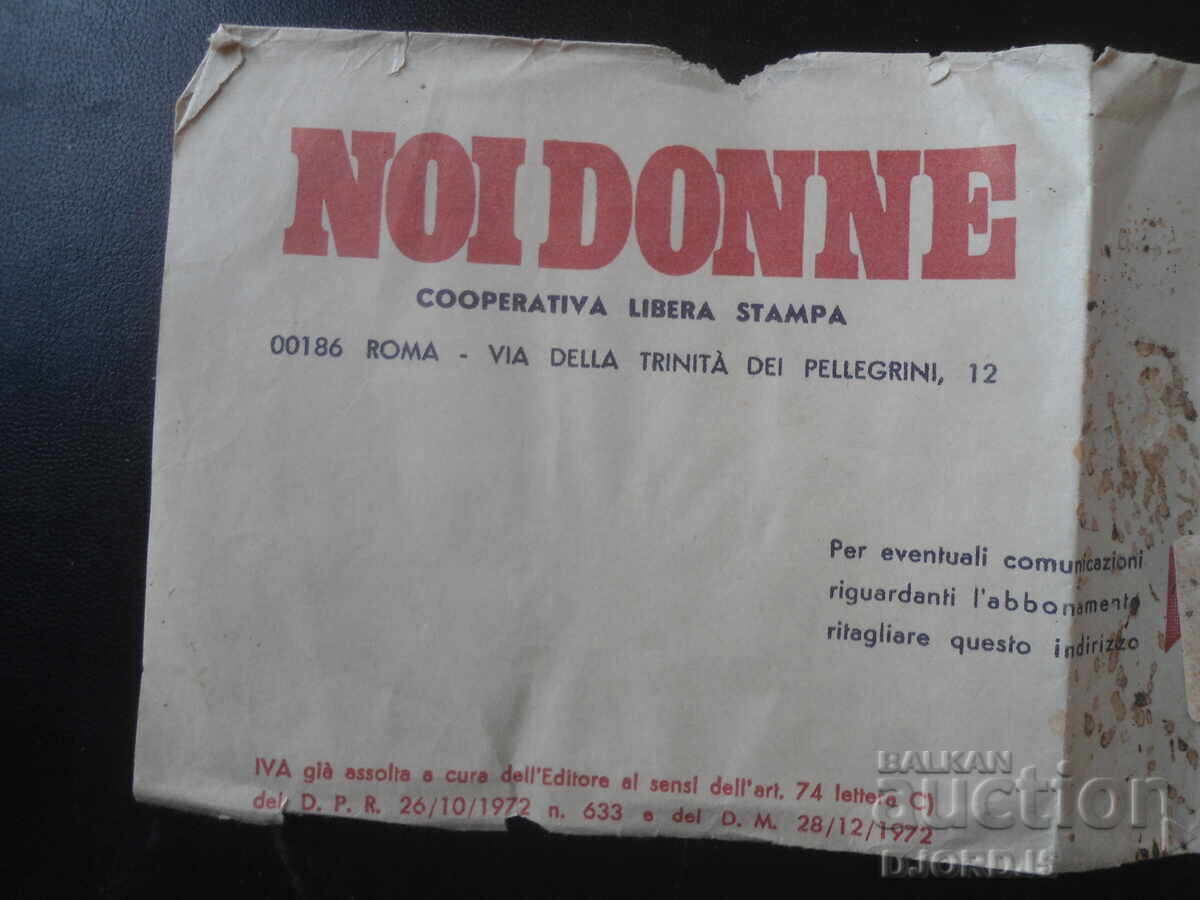 NOI DONNE
COOPERATIVA LIBERA STAMPA
00186 ROMA - VIA DELLA TRINITÀ DEI PELLEGRINI, 12
Per eventuali comunicazioni
riguardanti l'abbonamento
ritagliare questo indirizzo
IVA già assolta a cura dell'Editore ai sensi dell'art. 74 lettera C)
del D. P. R. 26/10/1972 n. 633 e del D. M. 28/12/1972
BALKAN
auction
DJORD.15